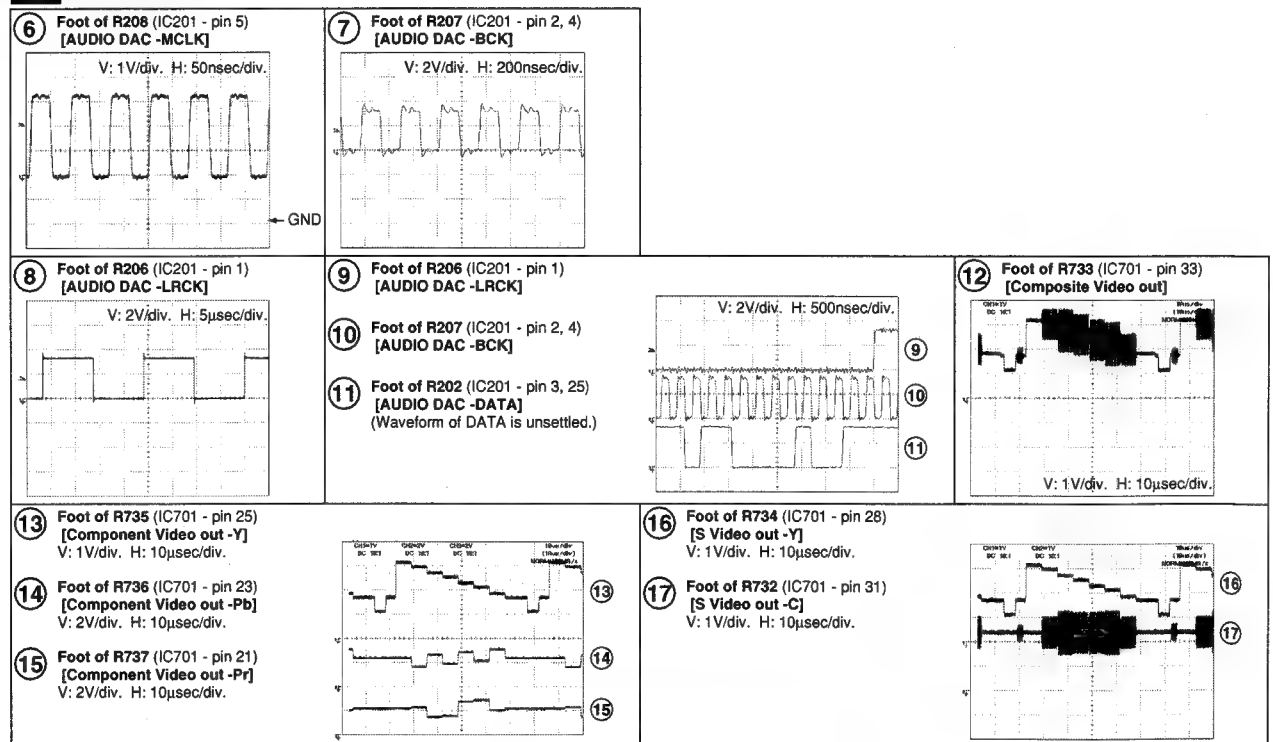 6 Foot of R208 (IC201 - pin 5)
[AUDIO DAC -MCLK]
V: 1V/div. H: 50nsec/div.
← GND
7 Foot of R207 (IC201 - pin 2, 4)
[AUDIO DAC -BCK]
V: 2V/div. H: 200nsec/div.
8 Foot of R206 (IC201 - pin 1)
[AUDIO DAC -LRCK]
V: 2V/div. H: 5µsec/div.
9 Foot of R206 (IC201 - pin 1)
[AUDIO DAC -LRCK]
10 Foot of R207 (IC201 - pin 2, 4)
[AUDIO DAC -BCK]
11 Foot of R202 (IC201 - pin 3, 25)
[AUDIO DAC -DATA]
(Waveform of DATA is unsettled.)
V: 2V/div. H: 500nsec/div.
9
10
11
12 Foot of R733 (IC701 - pin 33)
[Composite Video out]
V: 1V/div. H: 10µsec/div.
13 Foot of R735 (IC701 - pin 25)
[Component Video out -Y]
V: 1V/div. H: 10µsec/div.
14 Foot of R736 (IC701 - pin 23)
[Component Video out -Pb]
V: 2V/div. H: 10µsec/div.
15 Foot of R737 (IC701 - pin 21)
[Component Video out -Pr]
V: 2V/div. H: 10µsec/div.
13
14
15
16 Foot of R734 (IC701 - pin 28)
[S Video out -Y]
V: 1V/div. H: 10µsec/div.
17 Foot of R732 (IC701 - pin 31)
[S Video out -C]
V: 1V/div. H: 10µsec/div.
16
17